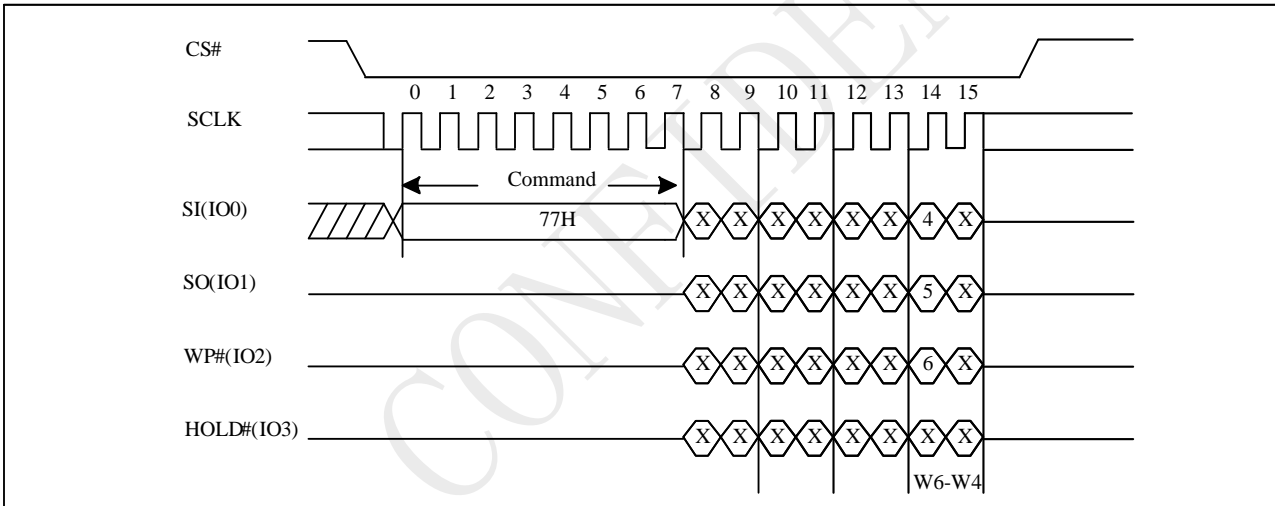 CS#
0 1 2 3 4 5 6 7 8 9 10 11 12 13 14 15
SCLK
Command
SI(IO0) 77H X X X X X X 4 X
SO(IO1) X X X X X X 5 X
WP#(IO2) X X X X X X 6 X
HOLD#(IO3) X X X X X X X X
W6-W4
CONFIDEN